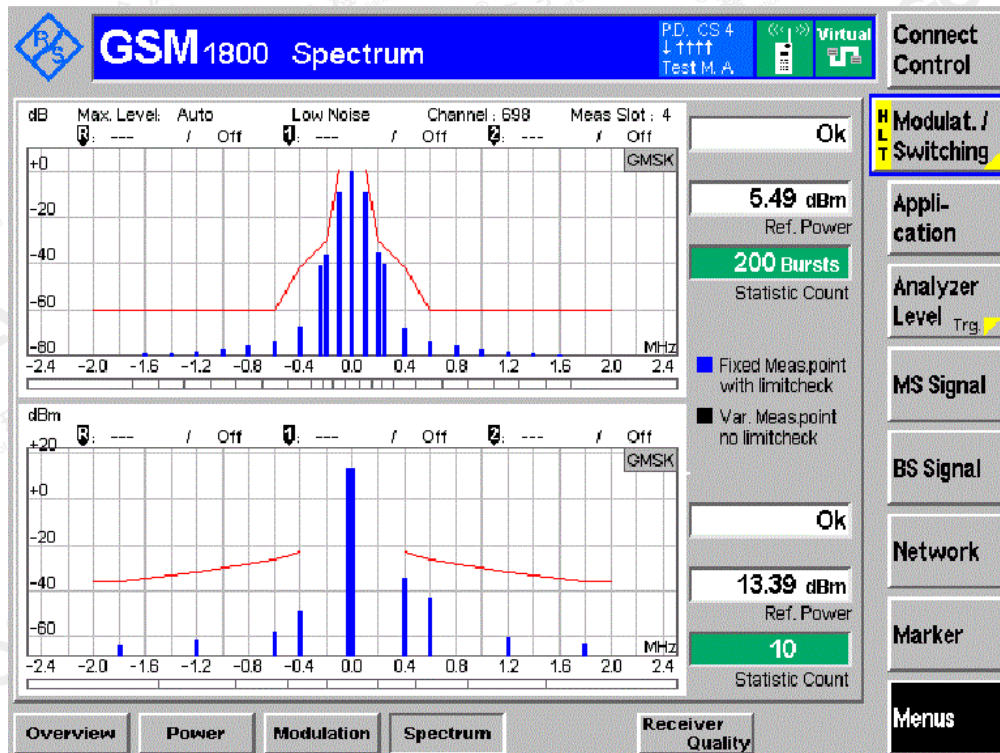 R/S
GSM 1800 Spectrum
P.D. CS 4
↓ ↑↑↑↑
Test M. A.
Virtual
Connect Control
dB Max. Level: Auto Low Noise Channel : 698 Meas Slot : 4
R : --- / Off 1 : --- / Off 2 : --- / Off
GMSK
+0
-20
-40
-60
-80
MHz
-2.4 -2.0 -1.6 -1.2 -0.8 -0.4 0.0 0.4 0.8 1.2 1.6 2.0 2.4
Ok
5.49 dBm
Ref. Power
200 Bursts
Statistic Count
Fixed Meas.point
with limitcheck
Var. Meas.point
no limitcheck
dBm
R : --- / Off 1 : --- / Off 2 : --- / Off
GMSK
+20
+0
-20
-40
-60
MHz
-2.4 -2.0 -1.6 -1.2 -0.8 -0.4 0.0 0.4 0.8 1.2 1.6 2.0 2.4
Ok
13.39 dBm
Ref. Power
10
Statistic Count
HLT
Modulat. /
Switching
Appli-
cation
Analyzer
Level Trg.
MS Signal
BS Signal
Network
Marker
Menus
Overview
Power
Modulation
Spectrum
Receiver
Quality